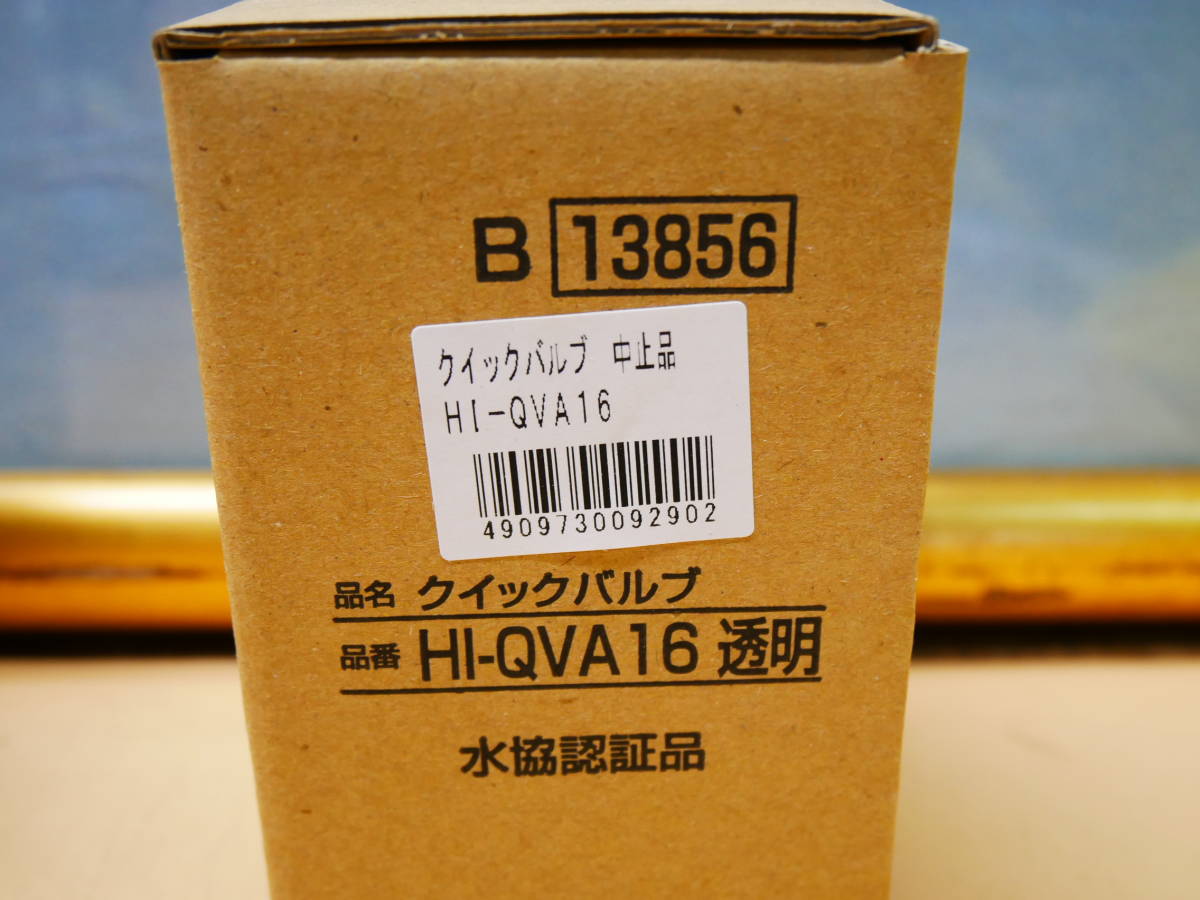 B 13856
クイックバルブ 中止品
HI-QVA16
4909730092902
品名 クイックバルブ
品番 HI-QVA16 透明
水協認証品